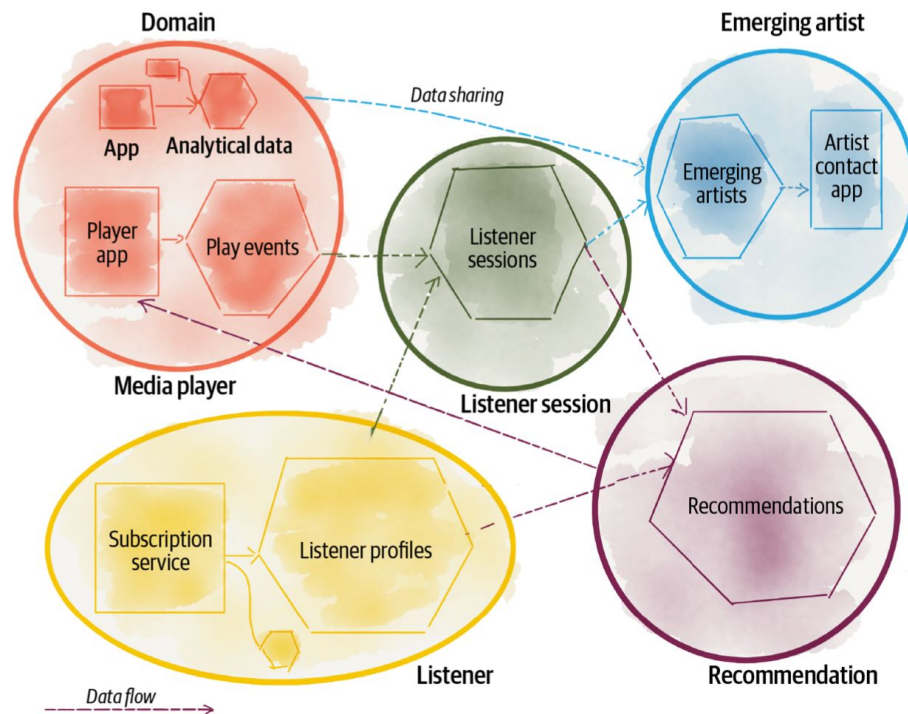 Domain
Emerging artist
Data sharing
App
Analytical data
Player
app
Play events
Listener
sessions
Emerging
artists
Artist
contact
app
Media player
Listener session
Subscription
service
Listener profiles
Recommendations
Listener
Recommendation
Data flow